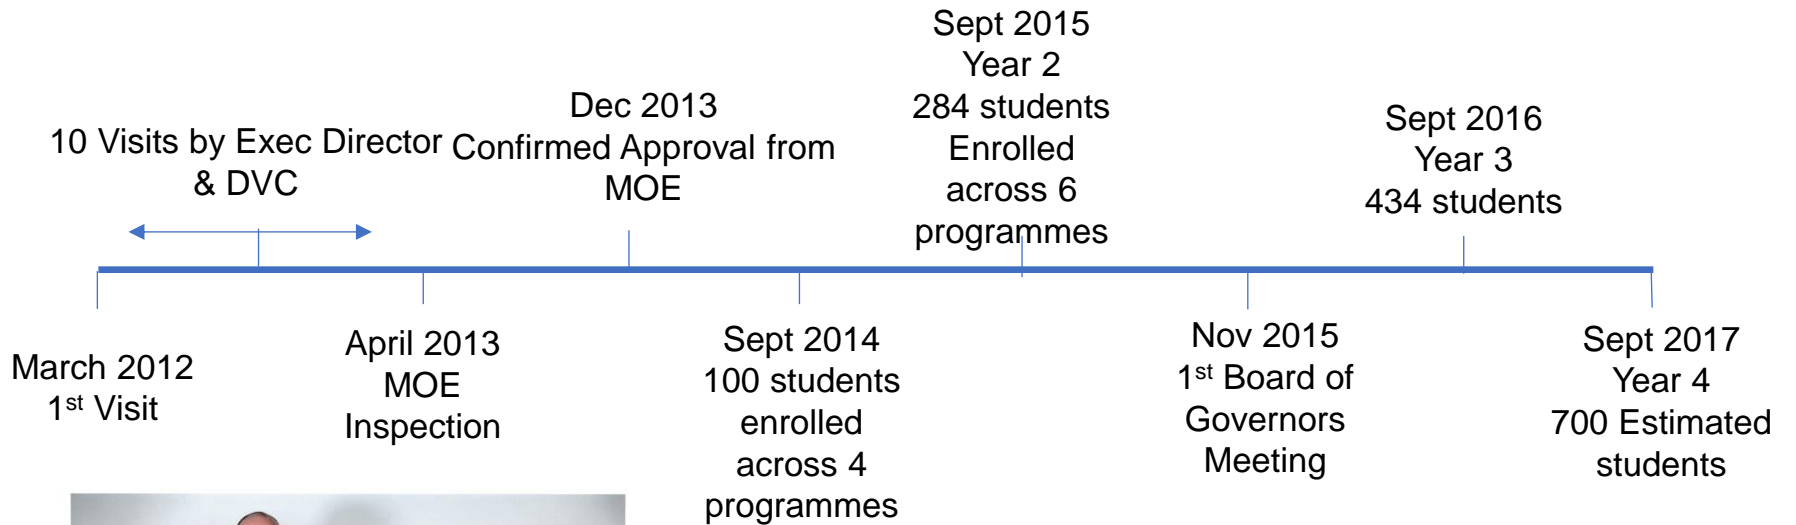 10 Visits by Exec Director
& DVC
Dec 2013
Confirmed Approval from
MOE
Sept 2015
Year 2
284 students
Enrolled
across 6
programmes
Sept 2016
Year 3
434 students
March 2012
1st Visit
April 2013
MOE
Inspection
Sept 2014
100 students
enrolled
across 4
programmes
Nov 2015
1st Board of
Governors
Meeting
Sept 2017
Year 4
700 Estimated
students